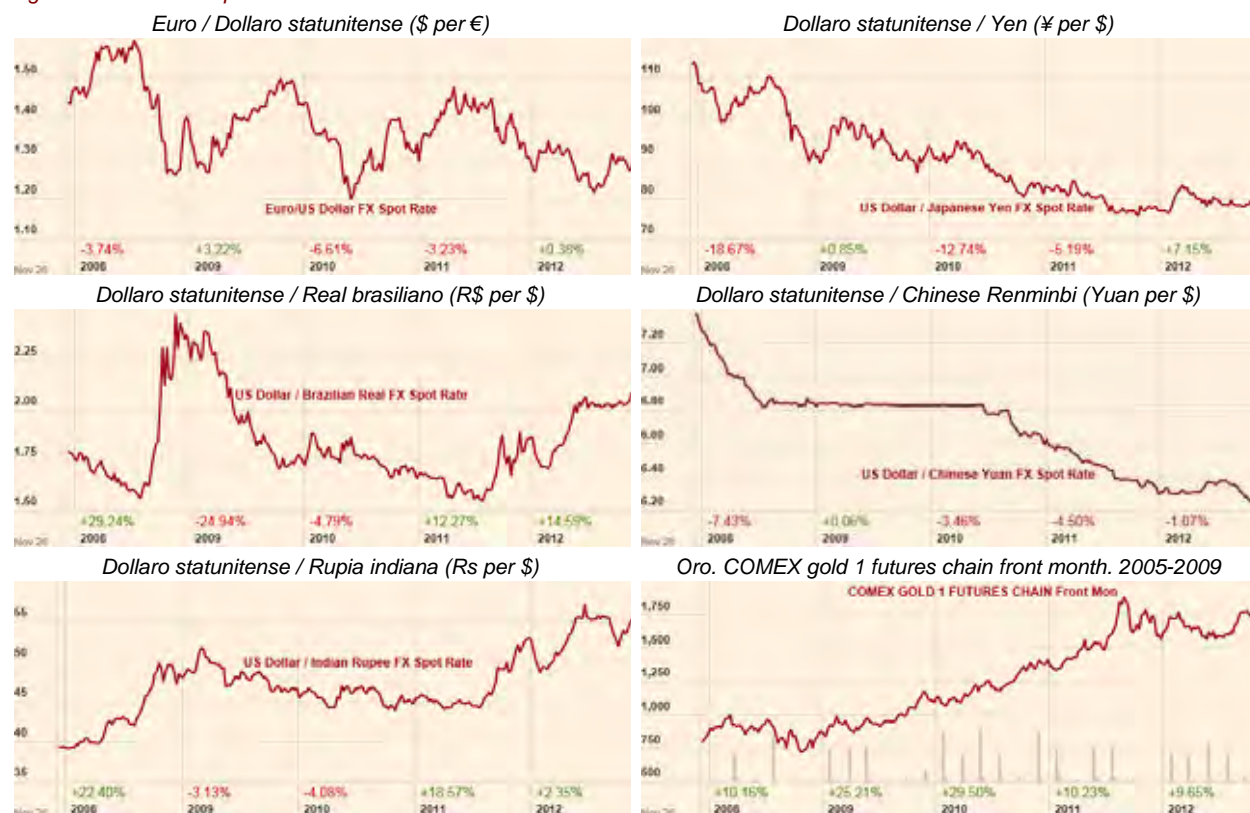 Euro / Dollaro statunitense ($ per €)
Dollaro statunitense / Yen (¥ per $)
1.50
1.40
1.30
1.20
1.10
Euro/US Dollar FX Spot Rate
-3.74% +3.22% -6.61% -3.23% +0.36%
Nov 26 2008 2009 2010 2011 2012
110
100
90
80
70
US Dollar / Japanese Yen FX Spot Rate
-18.67% +0.85% -12.74% -5.19% +7.15%
Nov 26 2008 2009 2010 2011 2012
Dollaro statunitense / Real brasiliano (R$ per $)
Dollaro statunitense / Chinese Renminbi (Yuan per $)
2.25
2.00
1.75
US Dollar / Brazilian Real FX Spot Rate
+29.24% -24.94% -4.79% +12.27% +14.59%
Nov 26 2008 2009 2010 2011 2012
7.20
7.00
6.40
6.20
US Dollar / Chinese Yuan FX Spot Rate
-7.43% +0.06% -3.46% -4.50% -1.07%
Nov 26 2008 2009 2010 2011 2012
Dollaro statunitense / Rupia indiana (Rs per $)
Oro. COMEX gold 1 futures chain front month. 2005-2009
55
50
45
40
35
US Dollar / Indian Rupee FX Spot Rate
+22.40% -3.13% -4.08% +18.57% +2.35%
2008 2009 2010 2011 2012
COMEX GOLD 1 FUTURES CHAIN Front Mon
1,750
1,500
1,250
1,000
750
500
+10.16% +25.21% +29.50% +10.23% +9.65%
2008 2009 2010 2011 2012